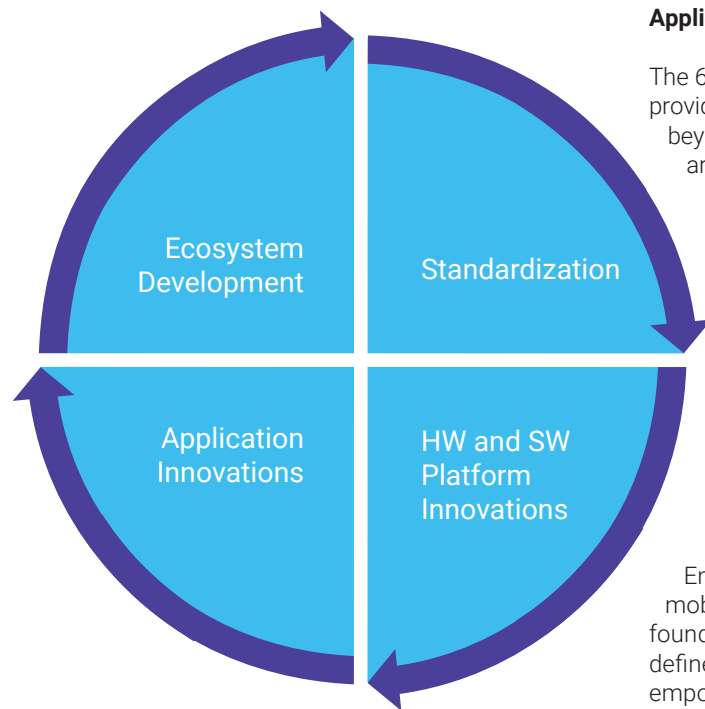 Ecosystem
Development
Standardization
Application
Innovations
HW and SW
Platform
Innovations
Appli
The 6
provid
bey
ar
En
mob
found
define
empo